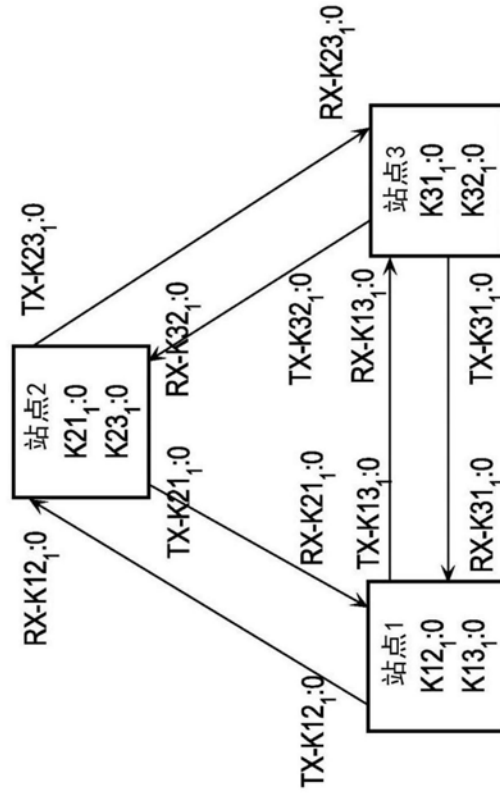 RX-K12₁:0
TX-K12₁:0
站点2
K21₁:0
K23₁:0
TX-K23₁:0
RX-K23₁:0
TX-K21₁:0
RX-K21₁:0
RX-K32₁:0
TX-K32₁:0
站点1
K12₁:0
K13₁:0
TX-K13₁:0
RX-K13₁:0
RX-K31₁:0
TX-K31₁:0
站点3
K31₁:0
K32₁:0